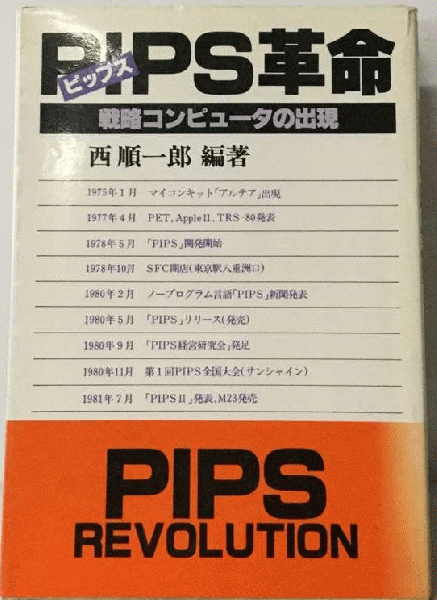 PIPS革命
ピップス
戦略コンピュータの出現
西順一郎 編著
1975年1月 マイコンキット「アルテア」出現
1977年4月 PET, AppleII, TRS-80発表
1978年5月 「PIPS」開発開始
1978年10月 SFC開店(東京駅八重洲口)
1980年2月 ノープログラム言語「PIPS」新聞発表
1980年5月 「PIPS」リリース(発売)
1980年9月 「PIPS経営研究会」発足
1980年11月 第1回PIPS全国大会(サンシャイン)
1981年7月 「PIPSII」発表、M23発売
PIPS
REVOLUTION